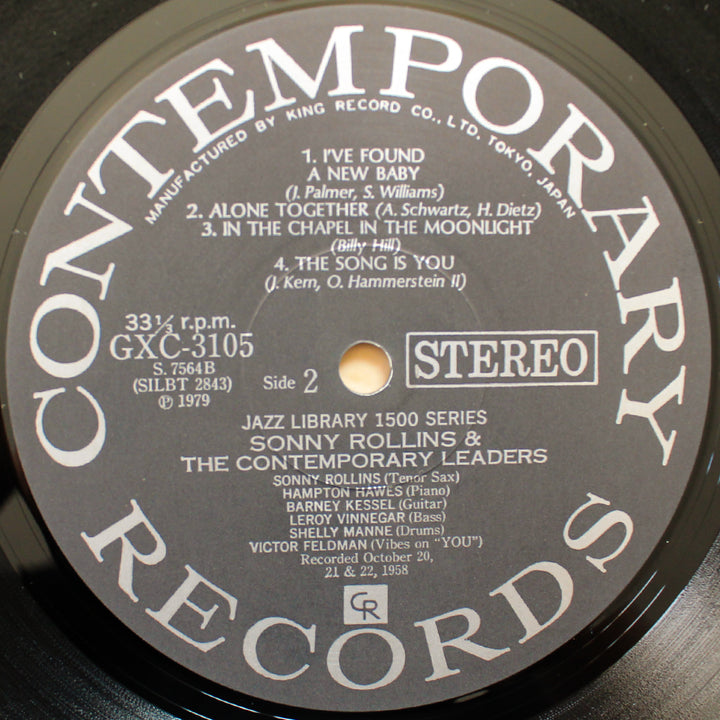 CONTEMPORARY
MANUFACTURED BY KING RECORD CO., LTD. TOKYO, JAPAN
1. I'VE FOUND
A NEW BABY
(J. Palmer, S. Williams)
2. ALONE TOGETHER (A. Schwartz, H. Dietz)
3. IN THE CHAPEL IN THE MOONLIGHT
(Billy Hill)
4. THE SONG IS YOU
(J. Kern, O. Hammerstein II)
33 1/3 r.p.m.
GXC-3105
S. 7564B
(SILBT 2843)
℗ 1979
Side 2
STEREO
JAZZ LIBRARY 1500 SERIES
SONNY ROLLINS &
THE CONTEMPORARY LEADERS
SONNY ROLLINS (Tenor Sax)
HAMPTON HAWES (Piano)
BARNEY KESSEL (Guitar)
LEROY VINNEGAR (Bass)
SHELLY MANNE (Drums)
VICTOR FELDMAN (Vibes on "YOU")
Recorded October 20,
21 & 22, 1958
CR
RECORDS